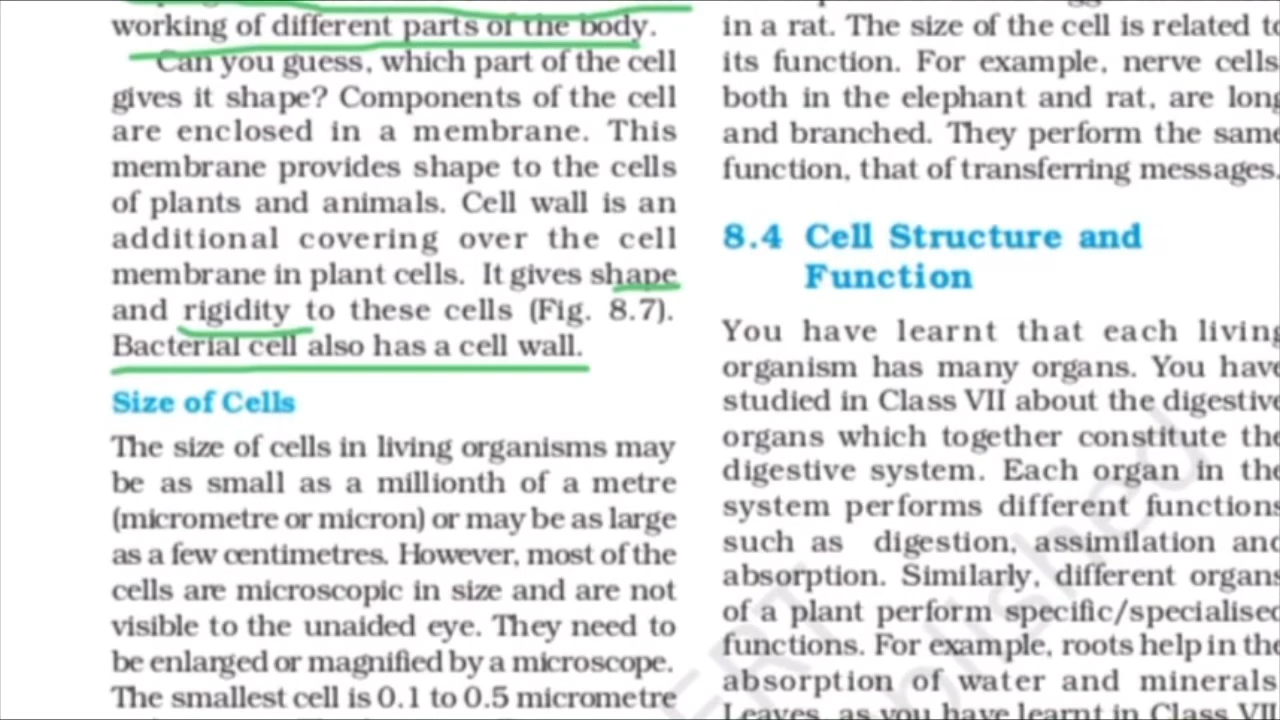 working of different parts of the body.
Can you guess, which part of the cell
gives it shape? Components of the cell
are enclosed in a membrane. This
membrane provides shape to the cells
of plants and animals. Cell wall is an
additional covering over the cell
membrane in plant cells. It gives shape
and rigidity to these cells (Fig. 8.7).
Bacterial cell also has a cell wall.
Size of Cells
The size of cells in living organisms may
be as small as a millionth of a metre
(micrometre or micron) or may be as large
as a few centimetres. However, most of the
cells are microscopic in size and are not
visible to the unaided eye. They need to
be enlarged or magnified by a microscope.
The smallest cell is 0.1 to 0.5 micrometre
in a rat. The size of the cell is related to
its function. For example, nerve cells,
both in the elephant and rat, are long
and branched. They perform the same
function, that of transferring messages.
8.4 Cell Structure and
Function
You have learnt that each living
organism has many organs. You have
studied in Class VII about the digestive
organs which together constitute the
digestive system. Each organ in the
system performs different functions
such as digestion, assimilation and
absorption. Similarly, different organs
of a plant perform specific/specialised
functions. For example, roots help in the
absorption of water and minerals.
Leaves, as you have learnt in Class VII,